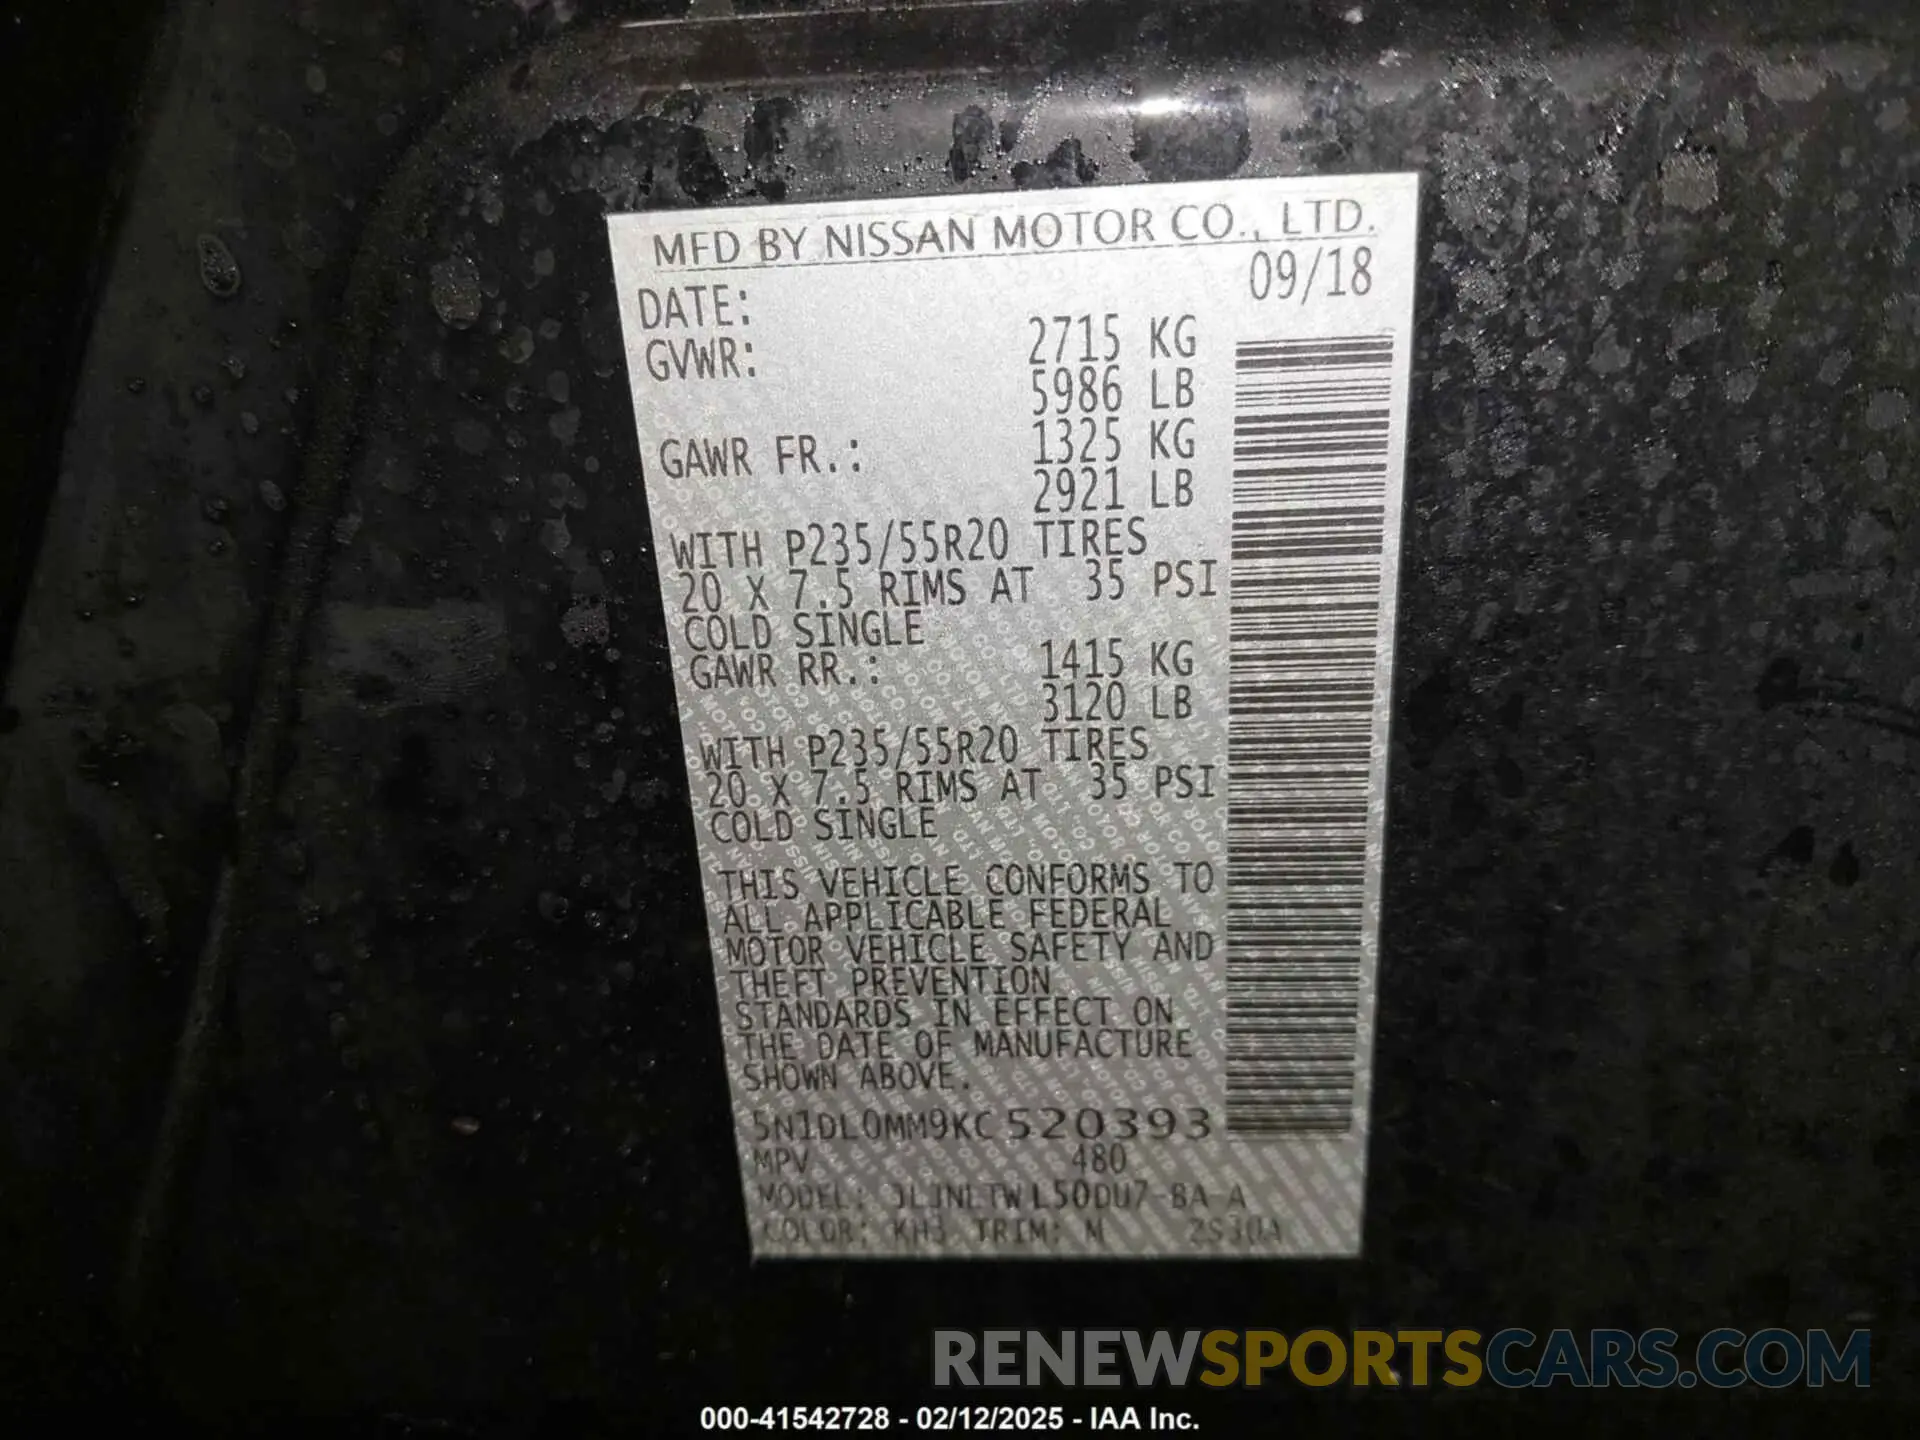 MFD BY NISSAN MOTOR CO., LTD.
DATE: 09/18
GVWR: 2715 KG
5986 LB
GAWR FR.: 1325 KG
2921 LB
WITH P235/55R20 TIRES
20 X 7.5 RIMS AT 35 PSI
COLD SINGLE
GAWR RR.: 1415 KG
3120 LB
WITH P235/55R20 TIRES
20 X 7.5 RIMS AT 35 PSI
COLD SINGLE
THIS VEHICLE CONFORMS TO
ALL APPLICABLE FEDERAL
MOTOR VEHICLE SAFETY AND
THEFT PREVENTION
STANDARDS IN EFFECT ON
THE DATE OF MANUFACTURE
SHOWN ABOVE.
5N1DL0MM9KC520393
MPV 480
MODEL: JLJNLTWL50DU7-BA-A
COLOR: KH3 TRIM: N 2S30A
RENEWSPORTSCARS.COM
000-41542728 - 02/12/2025 - IAA Inc.